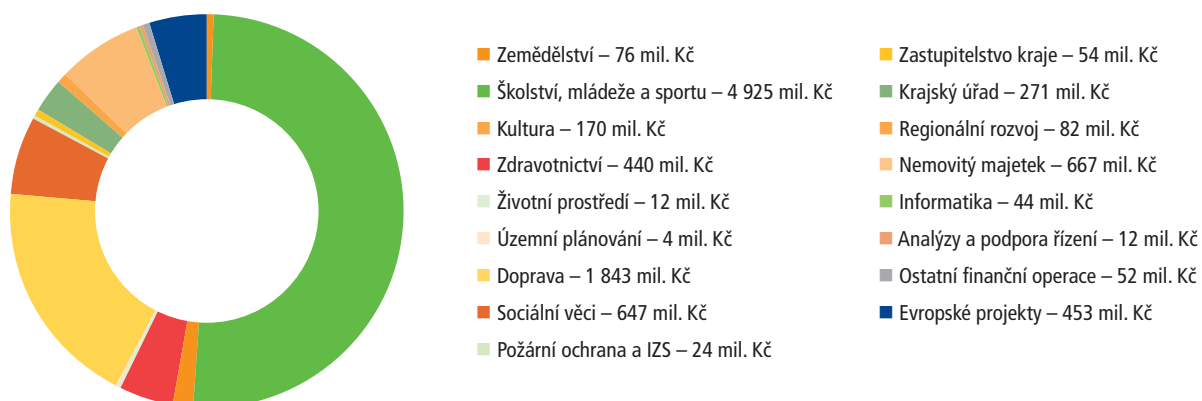 Zemědělství – 76 mil. Kč
Školství, mládeže a sportu – 4 925 mil. Kč
Kultura – 170 mil. Kč
Zdravotnictví – 440 mil. Kč
Životní prostředí – 12 mil. Kč
Územní plánování – 4 mil. Kč
Doprava – 1 843 mil. Kč
Sociální věci – 647 mil. Kč
Požární ochrana a IZS – 24 mil. Kč
Zastupitelstvo kraje – 54 mil. Kč
Krajský úřad – 271 mil. Kč
Regionální rozvoj – 82 mil. Kč
Nemovitý majetek – 667 mil. Kč
Informatika – 44 mil. Kč
Analýzy a podpora řízení – 12 mil. Kč
Ostatní finanční operace – 52 mil. Kč
Evropské projekty – 453 mil. Kč